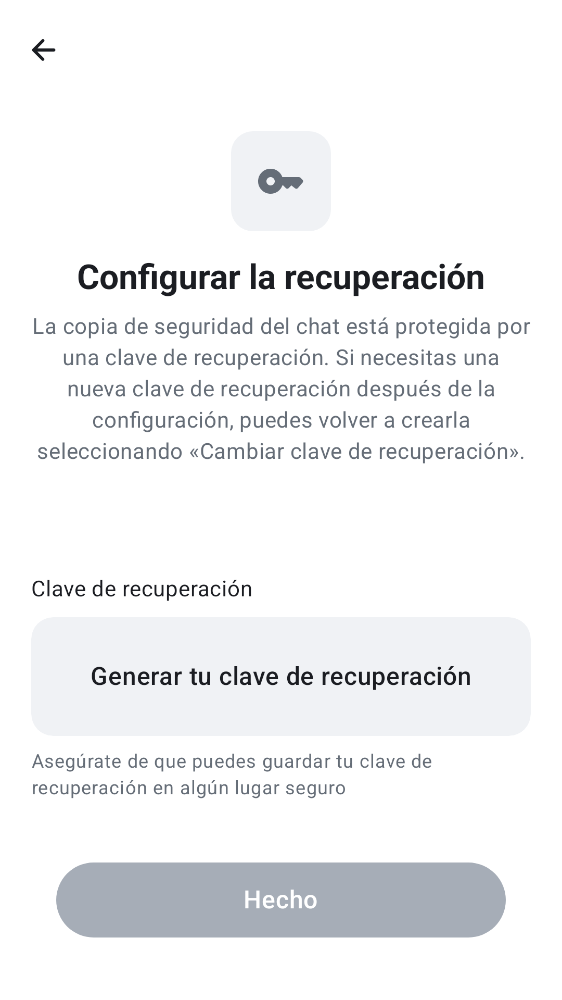 Configurar la recuperación
La copia de seguridad del chat está protegida por
una clave de recuperación. Si necesitas una
nueva clave de recuperación después de la
configuración, puedes volver a crearla
seleccionando «Cambiar clave de recuperación».
Clave de recuperación
Generar tu clave de recuperación
Asegúrate de que puedes guardar tu clave de
recuperación en algún lugar seguro
Hecho